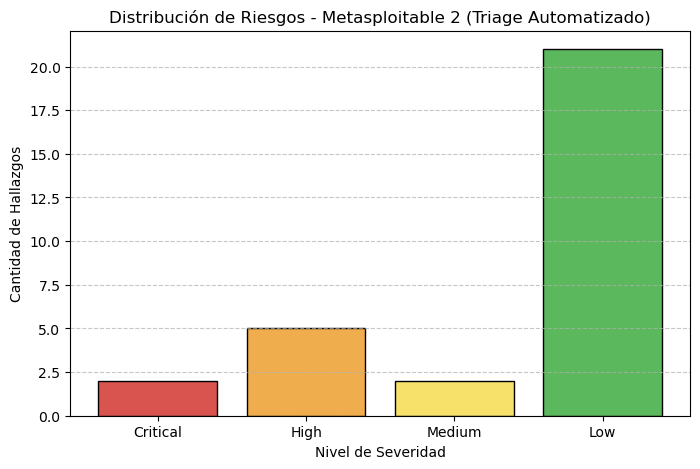 Distribución de Riesgos - Metasploitable 2 (Triage Automatizado)
Cantidad de Hallazgos
20.0
17.5
15.0
12.5
10.0
7.5
5.0
2.5
0.0
Critical High Medium Low
Nivel de Severidad